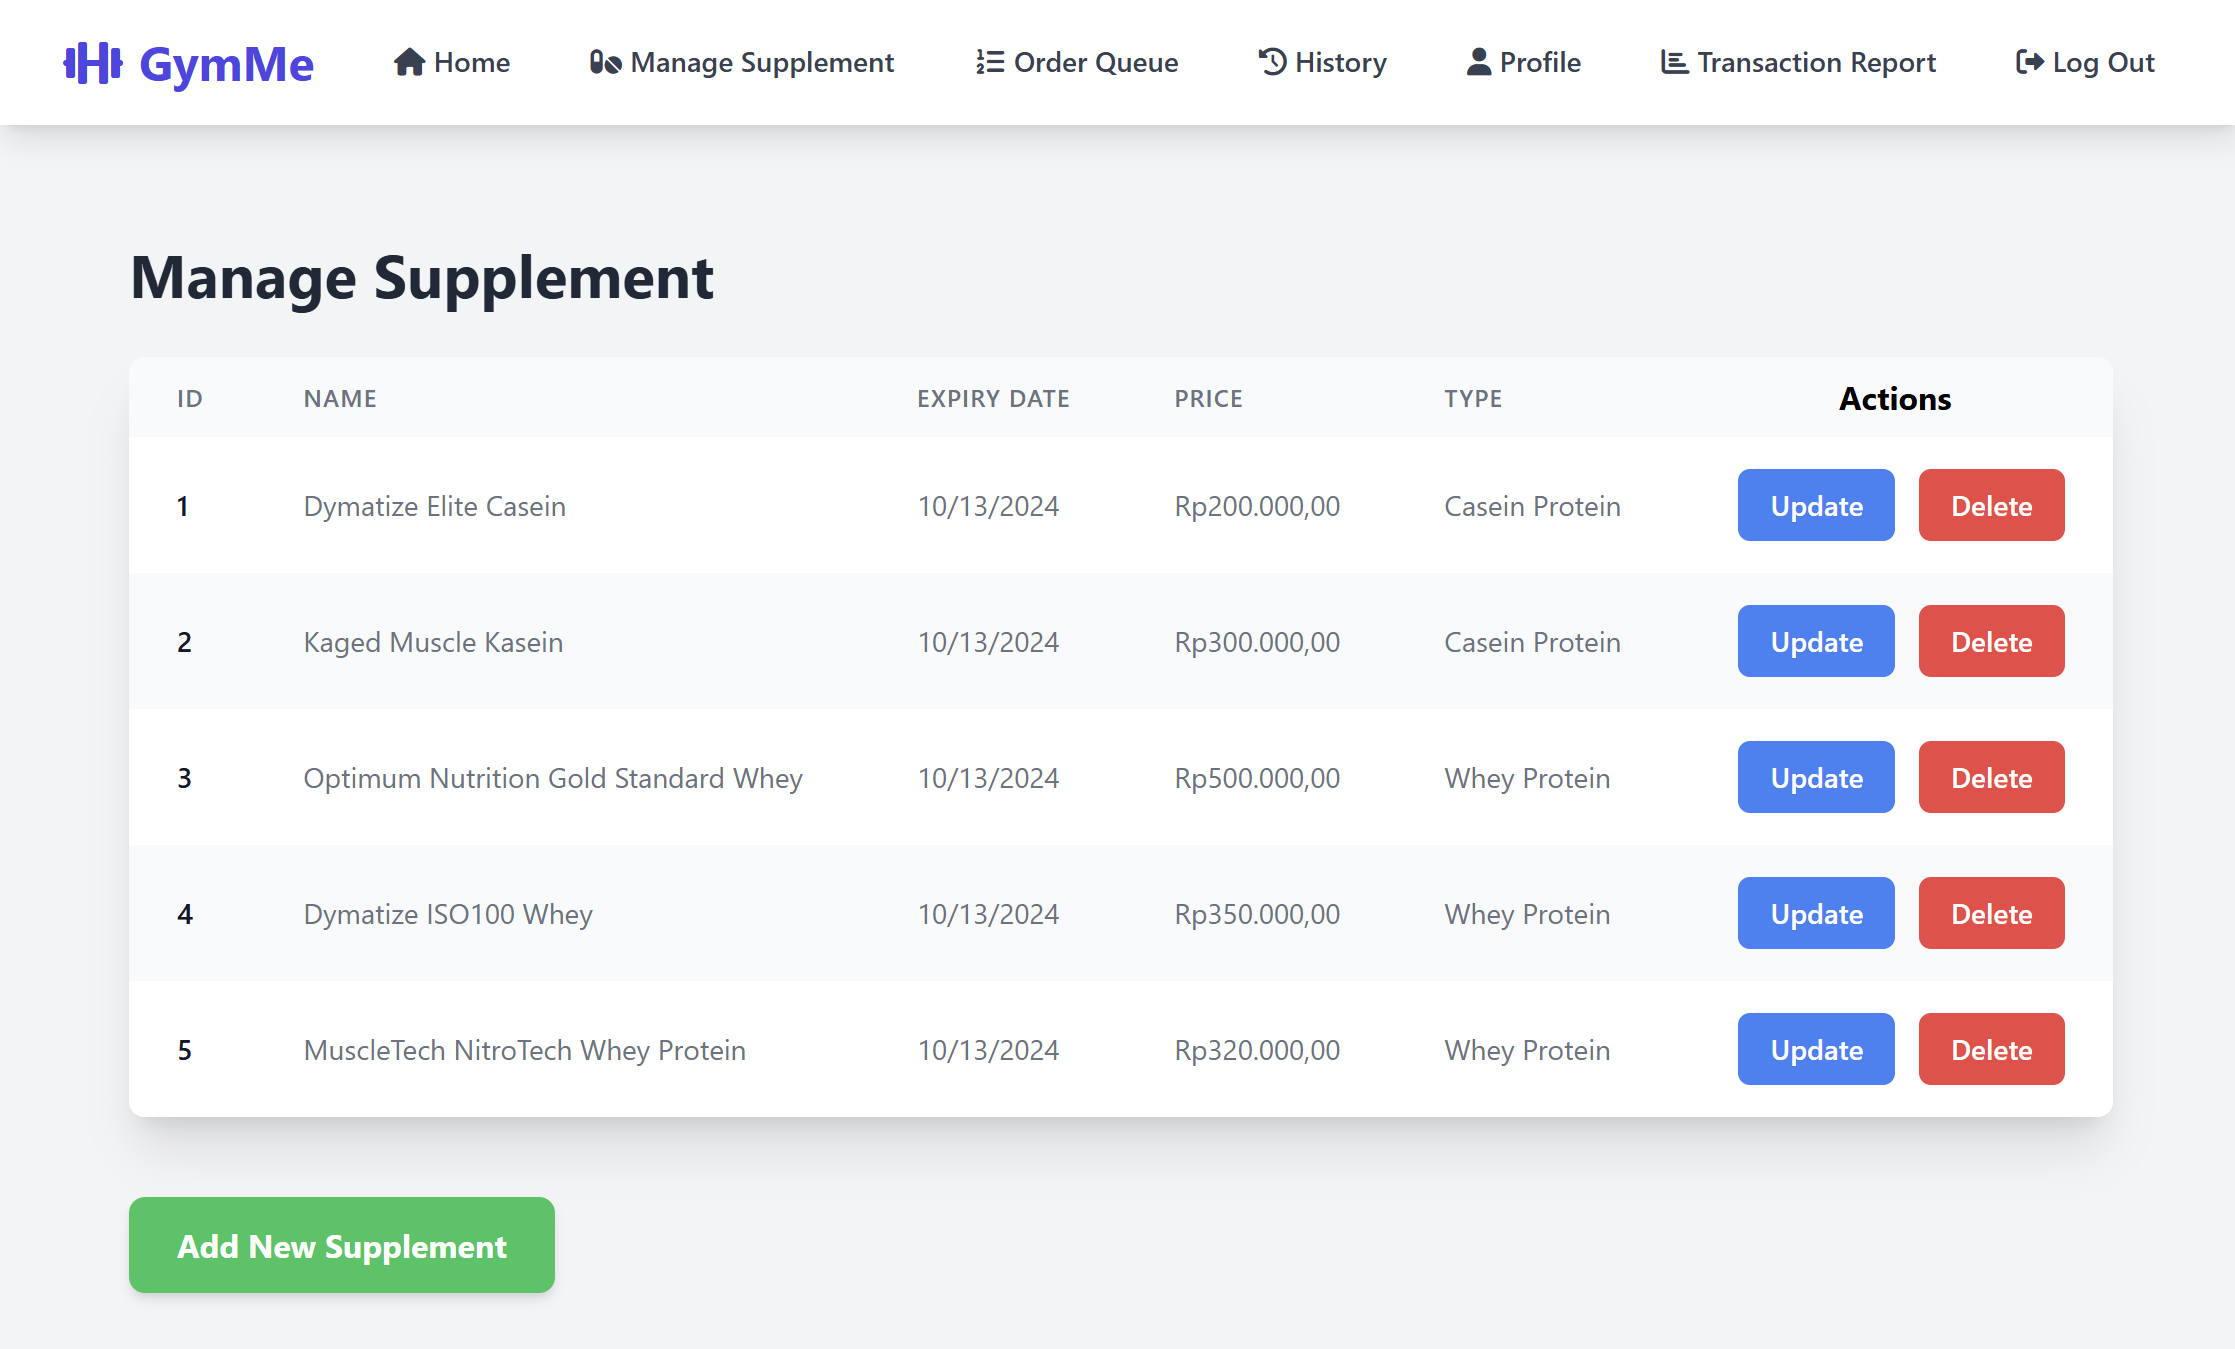 GymMe Home Manage Supplement Order Queue History Profile Transaction Report Log Out
Manage Supplement
ID NAME EXPIRY DATE PRICE TYPE Actions
1 Dymatize Elite Casein 10/13/2024 Rp200.000,00 Casein Protein Update Delete
2 Kaged Muscle Kasein 10/13/2024 Rp300.000,00 Casein Protein Update Delete
3 Optimum Nutrition Gold Standard Whey 10/13/2024 Rp500.000,00 Whey Protein Update Delete
4 Dymatize ISO100 Whey 10/13/2024 Rp350.000,00 Whey Protein Update Delete
5 MuscleTech NitroTech Whey Protein 10/13/2024 Rp320.000,00 Whey Protein Update Delete
Add New Supplement